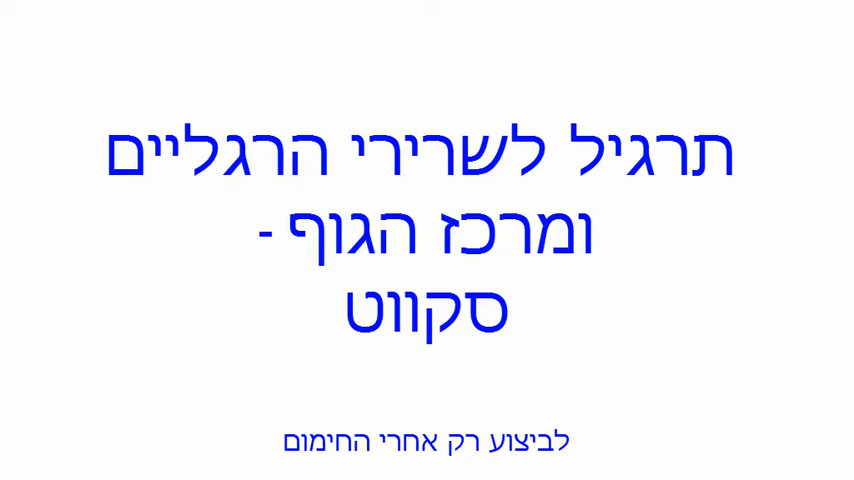 תרגיל לשרירי הרגליים
ומרכז הגוף -
סקווט
לביצוע רק אחרי החימום